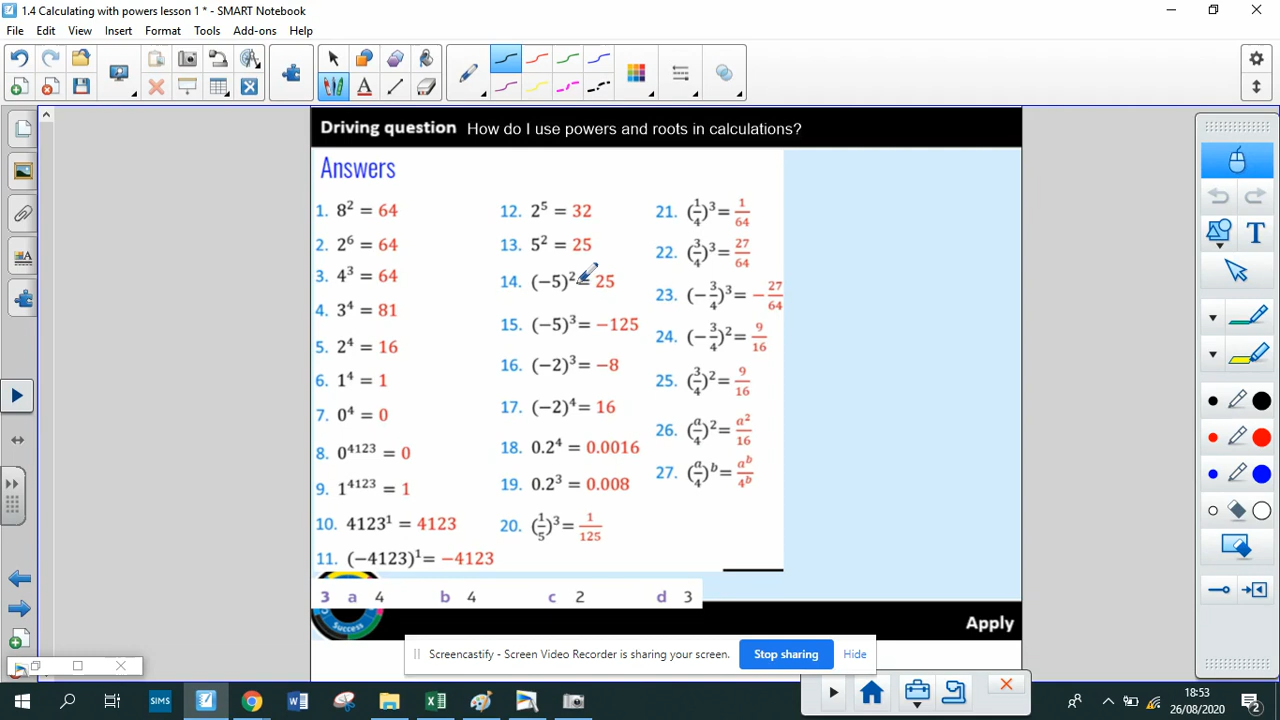 1.4 Calculating with powers lesson 1 * - SMART Notebook
File Edit View Insert Format Tools Add-ons Help
Driving question How do I use powers and roots in calculations?
Answers
1. 8² = 64
2. 2⁶ = 64
3. 4³ = 64
4. 3⁴ = 81
5. 2⁴ = 16
6. 1⁴ = 1
7. 0⁴ = 0
8. 0⁴¹²³ = 0
9. 1⁴¹²³ = 1
10. 4123¹ = 4123
11. (−4123)¹= −4123
12. 2⁵ = 32
13. 5² = 25
14. (−5)²= 25
15. (−5)³= −125
16. (−2)³= −8
17. (−2)⁴= 16
18. 0.2⁴ = 0.0016
19. 0.2³ = 0.008
20. (1/5)³= 1/125
21. (1/4)³= 1/64
22. (3/4)³= 27/64
23. (−3/4)³= −27/64
24. (−3/4)²= 9/16
25. (3/4)²= 9/16
26. (a/4)²= a²/16
27. (a/4)ᵇ= aᵇ/4ᵇ
3 a 4 b 4 c 2 d 3
Success
Apply
Screencastify - Screen Video Recorder is sharing your screen. Stop sharing Hide
SIMS
18:53
26/08/2020
2